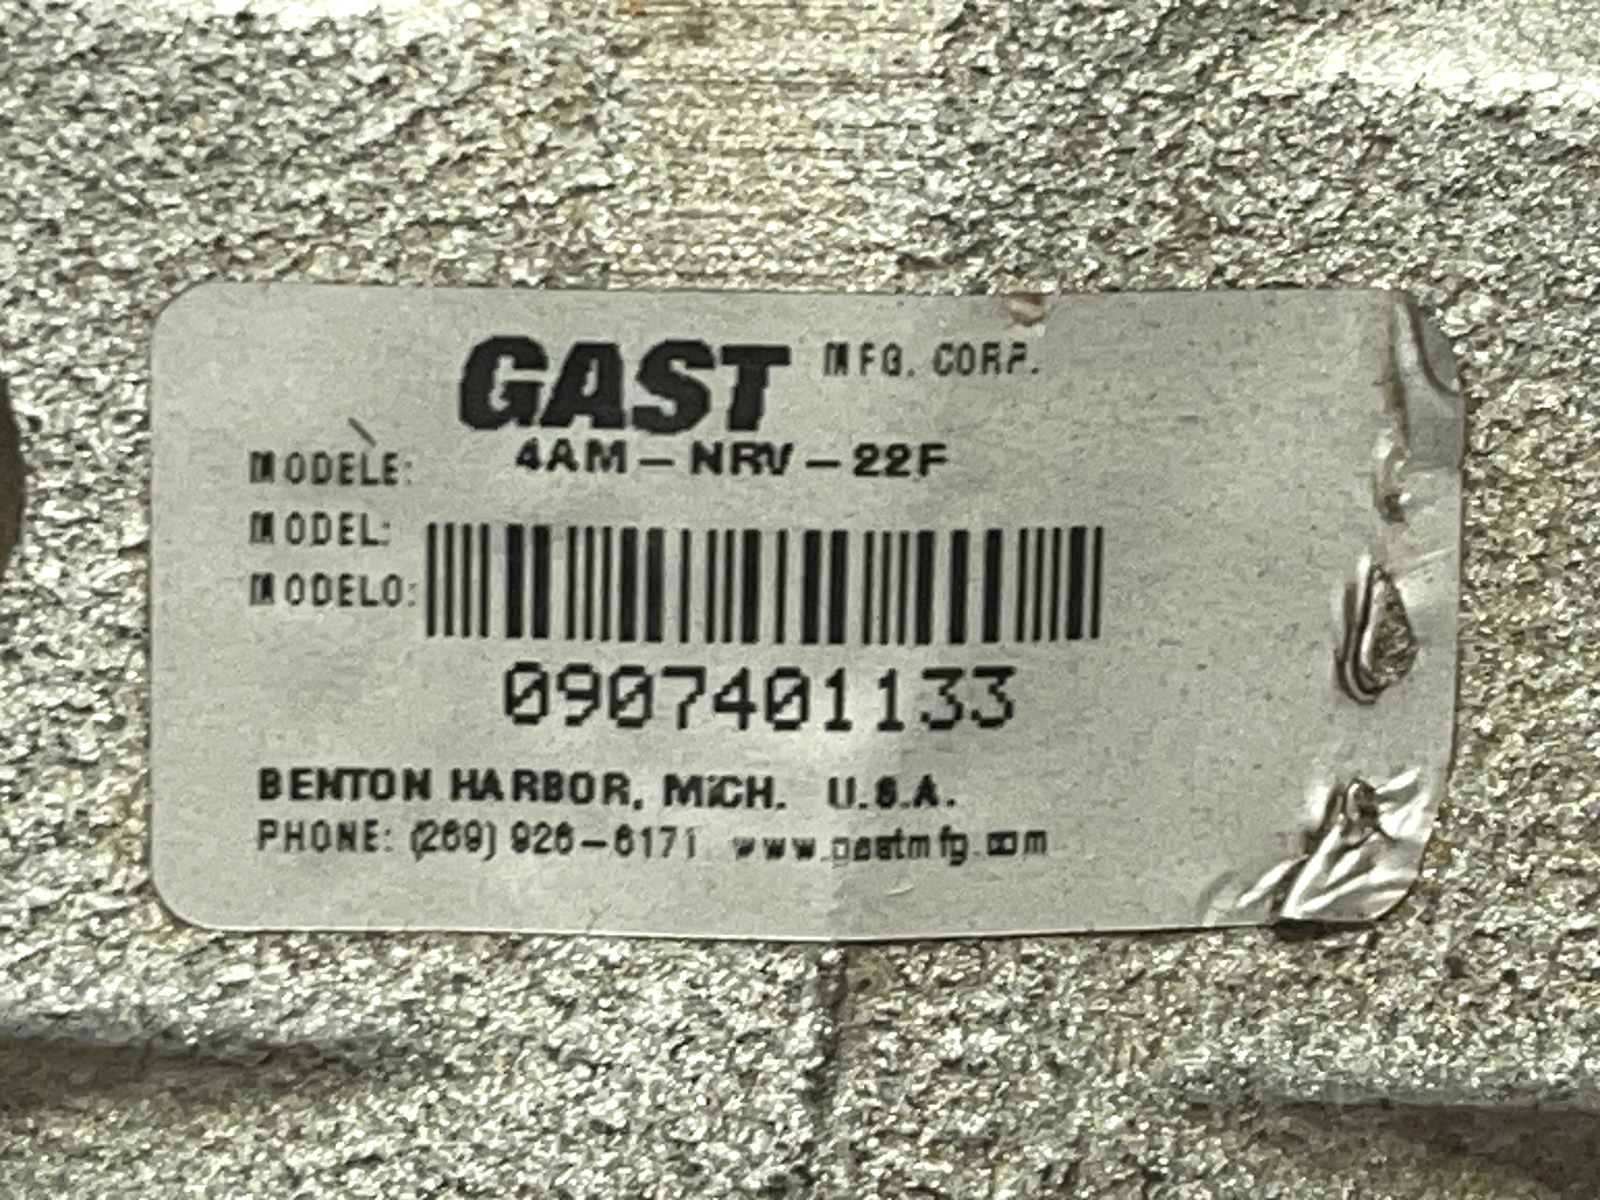 GAST MFG. CORP.
MODELE: 4AM-NRV-22F
MODEL:
MODELO:
0907401133
BENTON HARBOR, MICH. U.S.A.
PHONE: (269) 926-6171 www.gastmfg.com